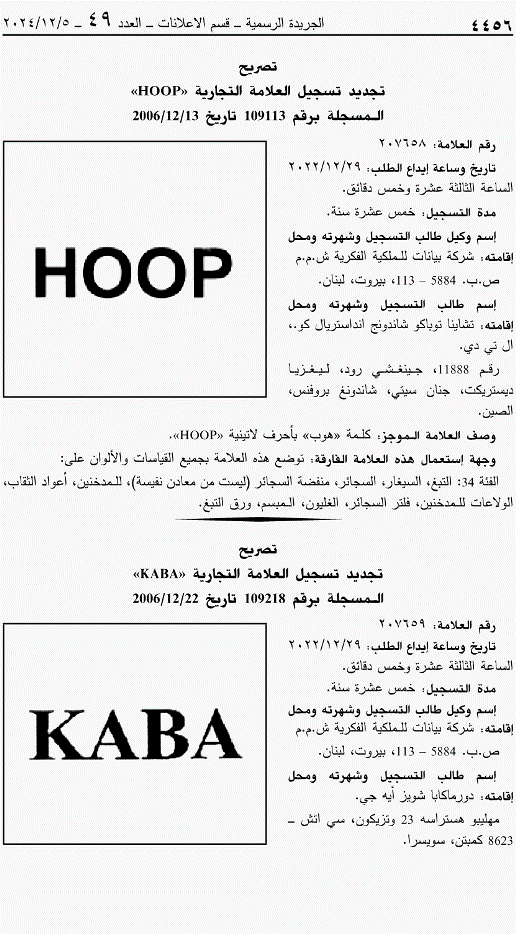 ٤٤٥٦ الجريدة الرسمية – قسم الاعلانات – العدد ٤٩ – ٢٠٢٤/١٢/٥
تصريح
تجديد تسجيل العلامة التجارية «HOOP»
المسجلة برقم 109113 تاريخ 2006/12/13
رقم العلامة: ٢٠٧٦٥٨
تاريخ وساعة إيداع الطلب: ٢٠٢٢/١٢/٢٩
الساعة الثالثة عشرة وخمس دقائق.
مدة التسجيل: خمس عشرة سنة.
إسم وكيل طالب التسجيل وشهرته ومحل
إقامته: شركة بيانات للملكية الفكرية ش.م.م
ص.ب. 5884 – 113، بيروت، لبنان.
إسم طالب التسجيل وشهرته ومحل
إقامته: تشاينا توباكو شاندونج انداستريال كو.،
ال تي دي.
رقم 11888، جينغشي رود، ليغزيا
ديستريكت، جنان سيتي، شاندونغ بروفنس،
الصين.
HOOP
وصف العلامة الموجز: كلمة «هوب» بأحرف لاتينية «HOOP».
وجهة إستعمال هذه العلامة الفارقة: توضع هذه العلامة بجميع القياسات والألوان على:
الفئة 34: التبغ، السيغار، السجائر، منفضة السجائر (ليست من معادن نفيسة)، للمدخنين، أعواد الثقاب،
الولاعات للمدخنين، فلتر السجائر، الغليون، المبسم، ورق التبغ.
تصريح
تجديد تسجيل العلامة التجارية «KABA»
المسجلة برقم 109218 تاريخ 2006/12/22
رقم العلامة: ٢٠٧٦٥٩
تاريخ وساعة إيداع الطلب: ٢٠٢٢/١٢/٢٩
الساعة الثالثة عشرة وخمس دقائق.
مدة التسجيل: خمس عشرة سنة.
إسم وكيل طالب التسجيل وشهرته ومحل
إقامته: شركة بيانات للملكية الفكرية ش.م.م
ص.ب. 5884 – 113، بيروت، لبنان.
إسم طالب التسجيل وشهرته ومحل
إقامته: دورماكابا شويز أيه جي.
مهليبو هستراسه 23 وتزيكون، سي اتش –
8623 كمبتن، سويسرا.
KABA